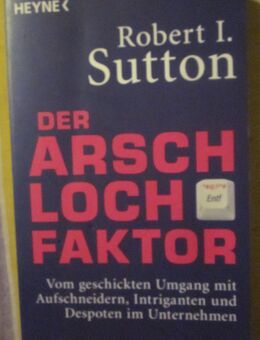 HEYNE
Robert I.
Sutton
DER
ARSCH
LOCH
Entf
FAKTOR
Vom geschickten Umgang mit
Aufschneidern, Intriganten und
Despoten im Unternehmen